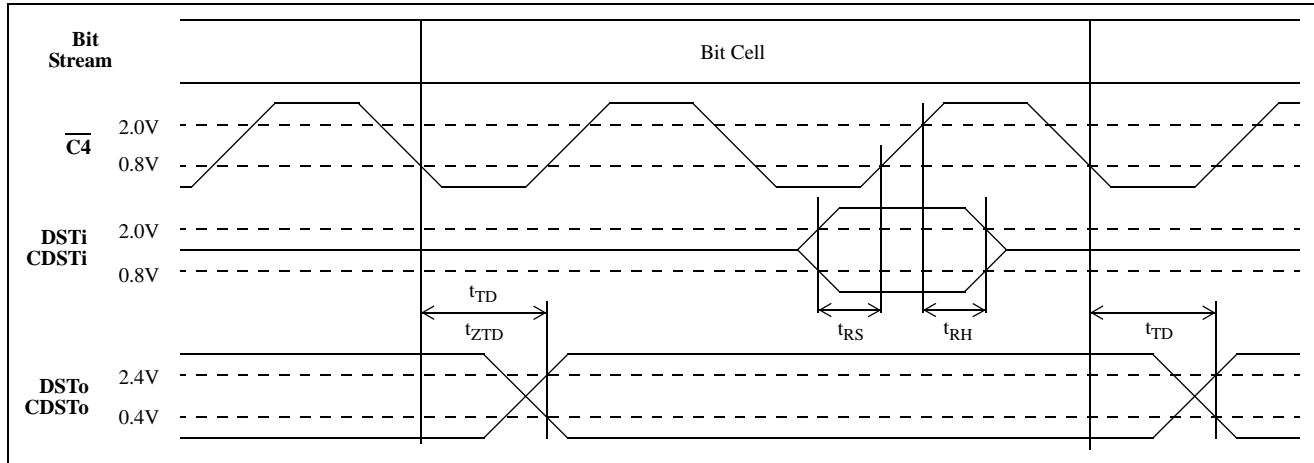 Bit
Stream
Bit Cell
C4
2.0V
0.8V
DSTi
CDSTi
2.0V
0.8V
tTD
tZTD
tRS
tRH
tTD
DSTo
CDSTo
2.4V
0.4V